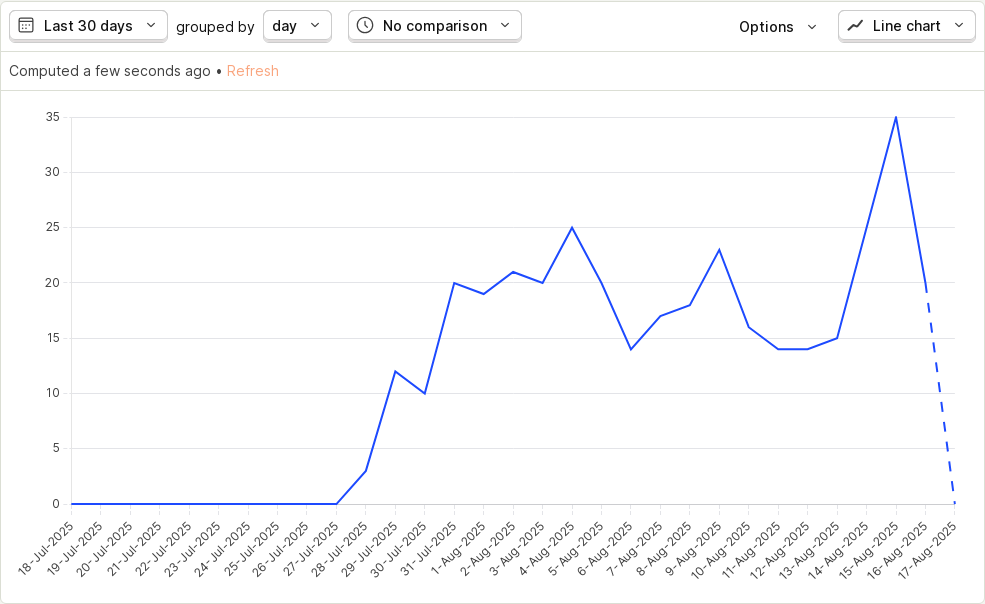 Last 30 days grouped by day No comparison Options Line chart
Computed a few seconds ago • Refresh
35
30
25
20
15
10
5
0
18-Jul-2025
19-Jul-2025
20-Jul-2025
21-Jul-2025
22-Jul-2025
23-Jul-2025
24-Jul-2025
25-Jul-2025
26-Jul-2025
27-Jul-2025
28-Jul-2025
29-Jul-2025
30-Jul-2025
31-Jul-2025
1-Aug-2025
2-Aug-2025
3-Aug-2025
4-Aug-2025
5-Aug-2025
6-Aug-2025
7-Aug-2025
8-Aug-2025
9-Aug-2025
10-Aug-2025
11-Aug-2025
12-Aug-2025
13-Aug-2025
14-Aug-2025
15-Aug-2025
16-Aug-2025
17-Aug-2025